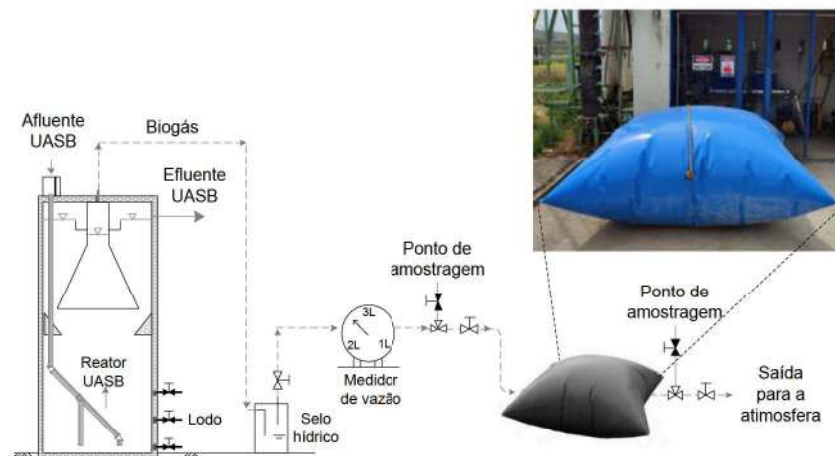 Afluente
UASB
Biogás
Efluente
UASB
Reator
UASB
Lodo
Selo
hídrico
3L
2L
1L
Medidor
de vazão
Ponto de
amostragem
Ponto de
amostragem
Saída
para a
atimosfera